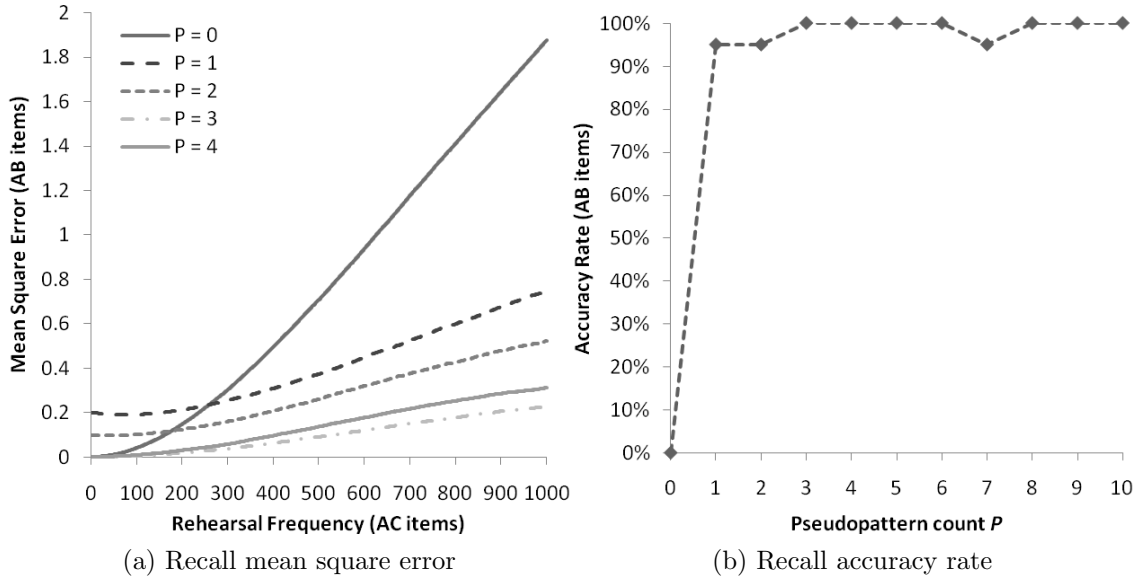 2
1.8
1.6
1.4
1.2
1
0.8
0.6
0.4
0.2
0
Mean Square Error (AB items)
P = 0
P = 1
P = 2
P = 3
P = 4
0 100 200 300 400 500 600 700 800 900 1000
Rehearsal Frequency (AC items)
(a) Recall mean square error
100%
90%
80%
70%
60%
50%
40%
30%
20%
10%
0%
Accuracy Rate (AB items)
0 1 2 3 4 5 6 7 8 9 10
Pseudopattern count P
(b) Recall accuracy rate